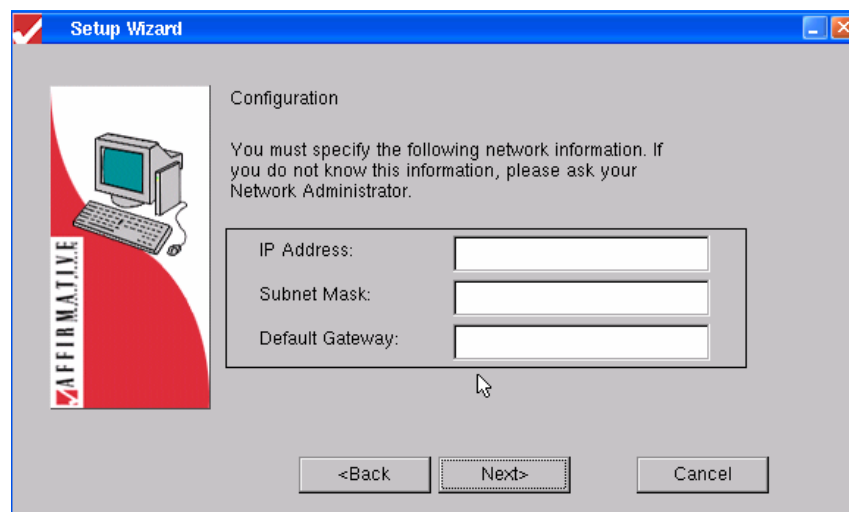 Setup Wizard
Configuration
You must specify the following network information. If
you do not know this information, please ask your
Network Administrator.
IP Address:
Subnet Mask:
Default Gateway:
AFFIRMATIVE
<Back
Next>
Cancel